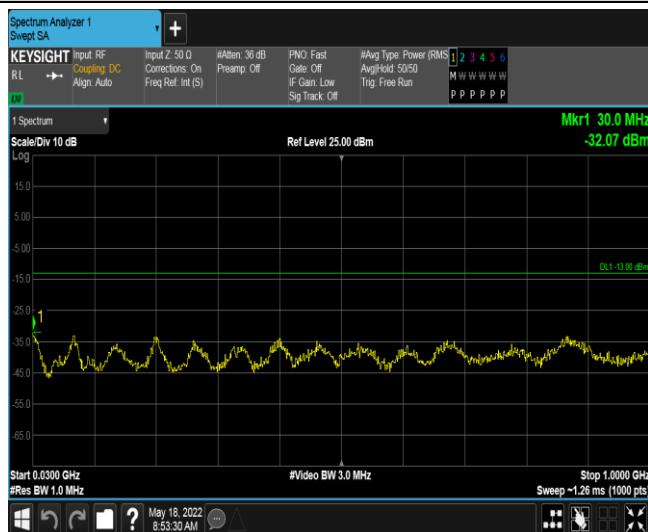 Spectrum Analyzer 1
Swept SA
+
KEYSIGHT Input: RF Input Z: 50 Ω #Atten: 36 dB PNO: Fast #Avg Type: Power (RMS 1 2 3 4 5 6
RL Coupling: DC Corrections: On Preamp: Off Gate: Off Avg|Hold: 50/50 M W W W W W
Align: Auto Freq Ref: Int (S) IF Gain: Low Trig: Free Run
Sig Track: Off P P P P P P
1 Spectrum Mkr1 30.0 MHz
Scale/Div 10 dB Ref Level 25.00 dBm -32.07 dBm
Log
15.0
5.00
-5.00
DL1 -13.00 dBm
-15.0
-25.0
1
-35.0
-45.0
-55.0
-65.0
Start 0.0300 GHz #Video BW 3.0 MHz Stop 1.0000 GHz
#Res BW 1.0 MHz Sweep ~1.26 ms (1000 pts)
? May 18, 2022
8:53:30 AM